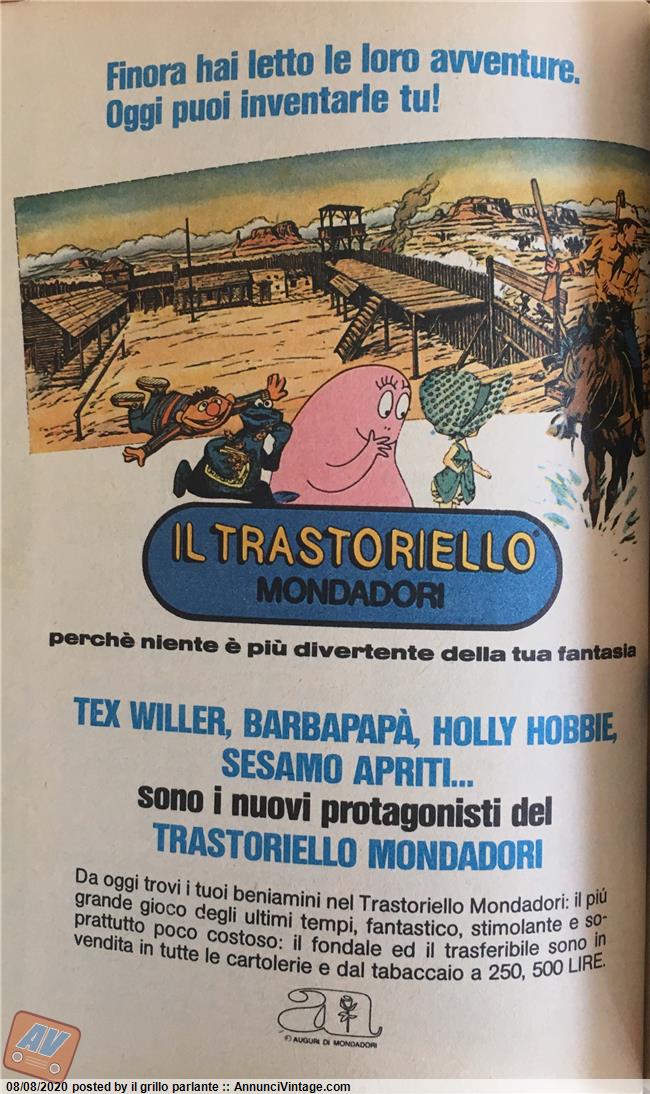 Finora hai letto le loro avventure.
Oggi puoi inventarle tu!
IL TRASTORIELLO®
MONDADORI
perchè niente è più divertente della tua fantasia
TEX WILLER, BARBAPAPÀ, HOLLY HOBBIE,
SESAMO APRITI...
sono i nuovi protagonisti del
TRASTORIELLO MONDADORI
Da oggi trovi i tuoi beniamini nel Trastoriello Mondadori: il più
grande gioco degli ultimi tempi, fantastico, stimolante e so-
prattutto poco costoso: il fondale ed il trasferibile sono in
vendita in tutte le cartolerie e dal tabaccaio a 250, 500 LIRE.
© AUGURI DI MONDADORI
AV
08/08/2020 posted by il grillo parlante :: AnnunciVintage.com